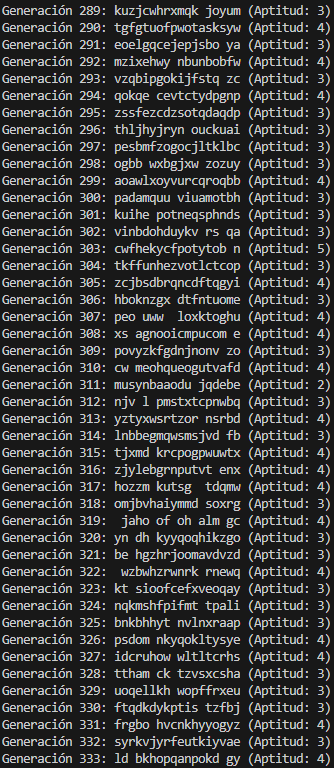 Generación 289: kuzjcwhrxmqk joyum (Aptitud: 3)
Generación 290: tgfgtuofpwotasksyw (Aptitud: 4)
Generación 291: eoelgqcejepjsbo ya (Aptitud: 3)
Generación 292: mzixehwy nbunbobfw (Aptitud: 4)
Generación 293: vzqbipgokijfstq zc (Aptitud: 3)
Generación 294: qokqe cevtctydpgnp (Aptitud: 4)
Generación 295: zssfezcdzsotqdaqdp (Aptitud: 3)
Generación 296: thljhyjryn ouckuai (Aptitud: 3)
Generación 297: pesbmfzogocjltklbc (Aptitud: 3)
Generación 298: ogbb wxbgjxw zozuy (Aptitud: 3)
Generación 299: aoawlxoyvurcqroqbb (Aptitud: 4)
Generación 300: padamquu viuamotbh (Aptitud: 3)
Generación 301: kuihe potneqsphnds (Aptitud: 3)
Generación 302: vinbdohduykv rs qa (Aptitud: 3)
Generación 303: cwfhekycfpotytob n (Aptitud: 5)
Generación 304: tkffunhezvotlctcop (Aptitud: 3)
Generación 305: zcjbsdbrqncdftqgyi (Aptitud: 4)
Generación 306: hboknzgx dtfntuome (Aptitud: 3)
Generación 307: peo uww  loxktoghu (Aptitud: 4)
Generación 308: xs agnooicmpucom e (Aptitud: 4)
Generación 309: povyzkfgdnjnonv zo (Aptitud: 3)
Generación 310: cw meohqueogutvafd (Aptitud: 4)
Generación 311: musynbaaodu jqdebe (Aptitud: 2)
Generación 312: njv l pmstxtcpnwbq (Aptitud: 3)
Generación 313: yztyxwsrtzor nsrbd (Aptitud: 4)
Generación 314: lnbbegmqwsmsjvd fb (Aptitud: 3)
Generación 315: tjxmd krcpogpwuwtx (Aptitud: 4)
Generación 316: zjylebgrnputvt enx (Aptitud: 4)
Generación 317: hozzm kutsg  tdqmw (Aptitud: 4)
Generación 318: omjbvhaiymmd soxrg (Aptitud: 3)
Generación 319:  jaho of oh alm gc (Aptitud: 4)
Generación 320: yn dh kyyqoqhikzgo (Aptitud: 3)
Generación 321: be hgzhrjoomavdvzd (Aptitud: 3)
Generación 322:  wzbwhzrwnrk rnewq (Aptitud: 4)
Generación 323: kt sioofcefxveoqay (Aptitud: 3)
Generación 324: nqkmshfpifmt tpali (Aptitud: 3)
Generación 325: bnkbbhyt nvlnxraap (Aptitud: 3)
Generación 326: psdom nkyqokltysye (Aptitud: 4)
Generación 327: idcruhow wltltcrhs (Aptitud: 4)
Generación 328: ttham ck tzvsxcsha (Aptitud: 3)
Generación 329: uoqellkh wopffrxeu (Aptitud: 3)
Generación 330: ftqdkdykptis tzfbj (Aptitud: 3)
Generación 331: frgbo hvcnkhyyogyz (Aptitud: 4)
Generación 332: syrkvjyrfeutkiyvae (Aptitud: 3)
Generación 333: ld bkhopqanpokd gy (Aptitud: 4)